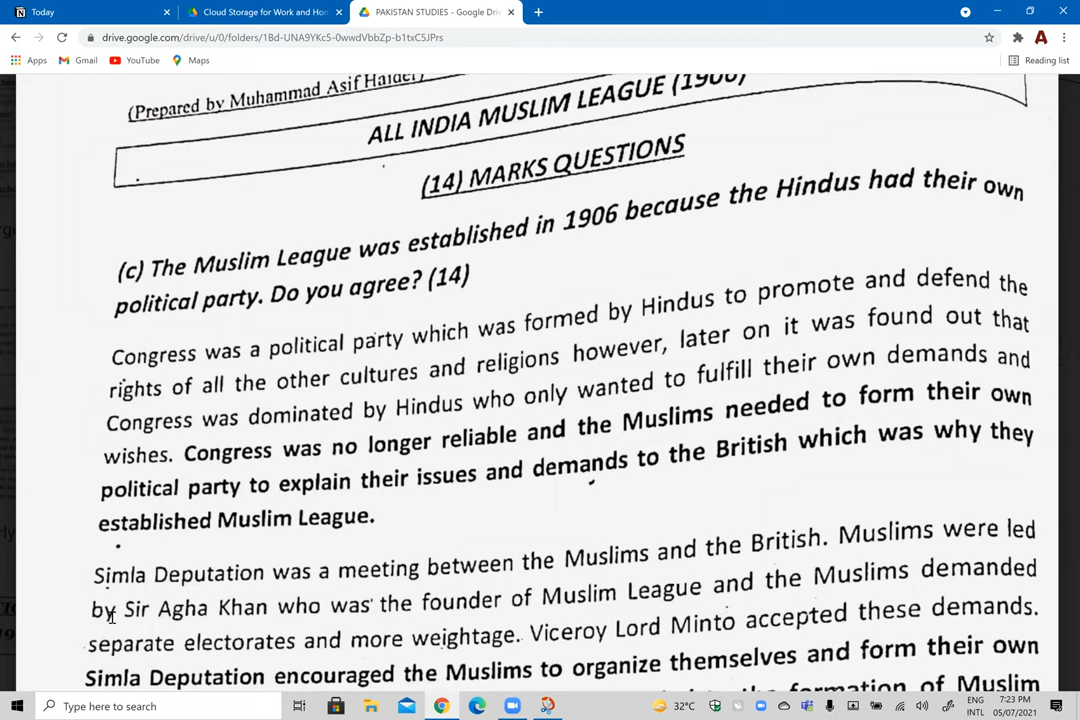 Today
Cloud Storage for Work and Hom
PAKISTAN STUDIES - Google Driv
drive.google.com/drive/u/0/folders/1Bd-UNA9YKc5-0wwdVbbZp-b1txC5JPrs
Apps Gmail YouTube Maps Reading list
(Prepared by Muhammad Asif Haider)
ALL INDIA MUSLIM LEAGUE (1906)
(14) MARKS QUESTIONS
(c) The Muslim League was established in 1906 because the Hindus had their own
political party. Do you agree? (14)
Congress was a political party which was formed by Hindus to promote and defend the
rights of all the other cultures and religions however, later on it was found out that
Congress was dominated by Hindus who only wanted to fulfill their own demands and
wishes. Congress was no longer reliable and the Muslims needed to form their own
political party to explain their issues and demands to the British which was why they
established Muslim League.
Simla Deputation was a meeting between the Muslims and the British. Muslims were led
by Sir Agha Khan who was the founder of Muslim League and the Muslims demanded
separate electorates and more weightage. Viceroy Lord Minto accepted these demands.
Simla Deputation encouraged the Muslims to organize themselves and form their own
the formation of Muslim
Type here to search
32°C
ENG
INTL
7:23 PM
05/07/2021